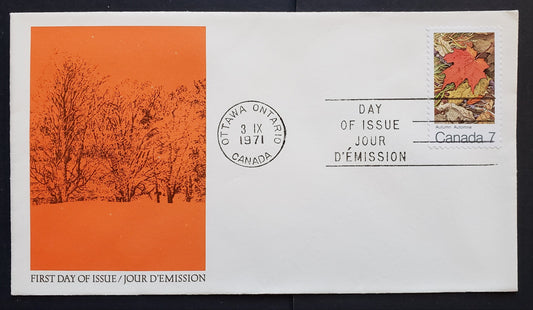 OTTAWA ONTARIO
3 IX
1971
CANADA
DAY
OF ISSUE
JOUR
D'ÉMISSION
Autumn Automne
Canada 7
FIRST DAY OF ISSUE / JOUR D'EMISSION